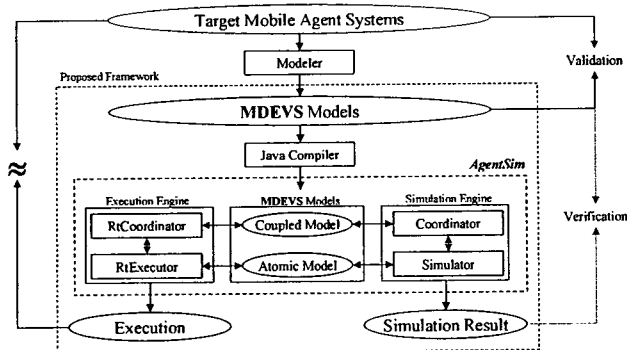 Target Mobile Agent Systems
Modeler
Validation
Proposed Framework
MDEVS Models
Java Compiler
AgentSim
Execution Engine
MDEVS Models
Simulation Engine
RtCoordinator
Coupled Model
Coordinator
Verification
RtExecutor
Atomic Model
Simulator
Execution
Simulation Result
≈